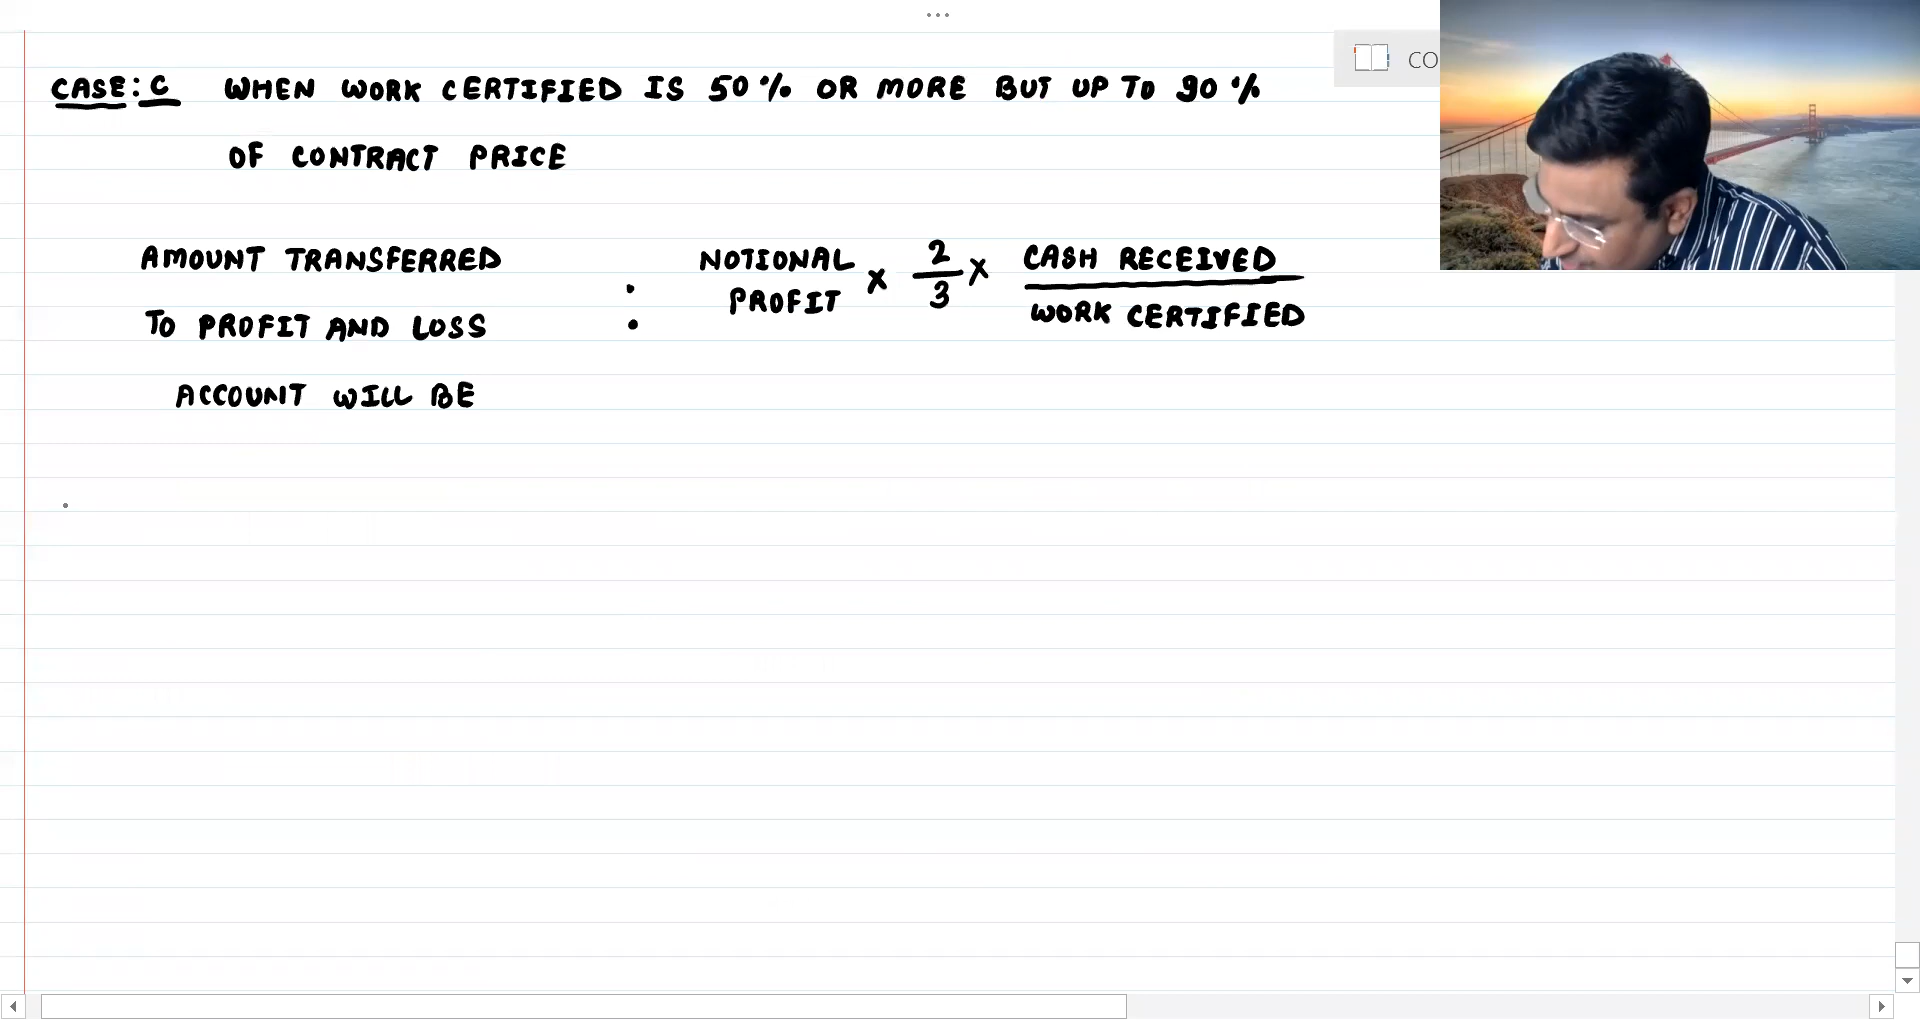 CASE: C WHEN WORK CERTIFIED IS 50% OR MORE BUT UP TO 90%
OF CONTRACT PRICE
AMOUNT TRANSFERRED
TO PROFIT AND LOSS
ACCOUNT WILL BE
:
NOTIONAL PROFIT × 2/3 × CASH RECEIVED / WORK CERTIFIED
CO